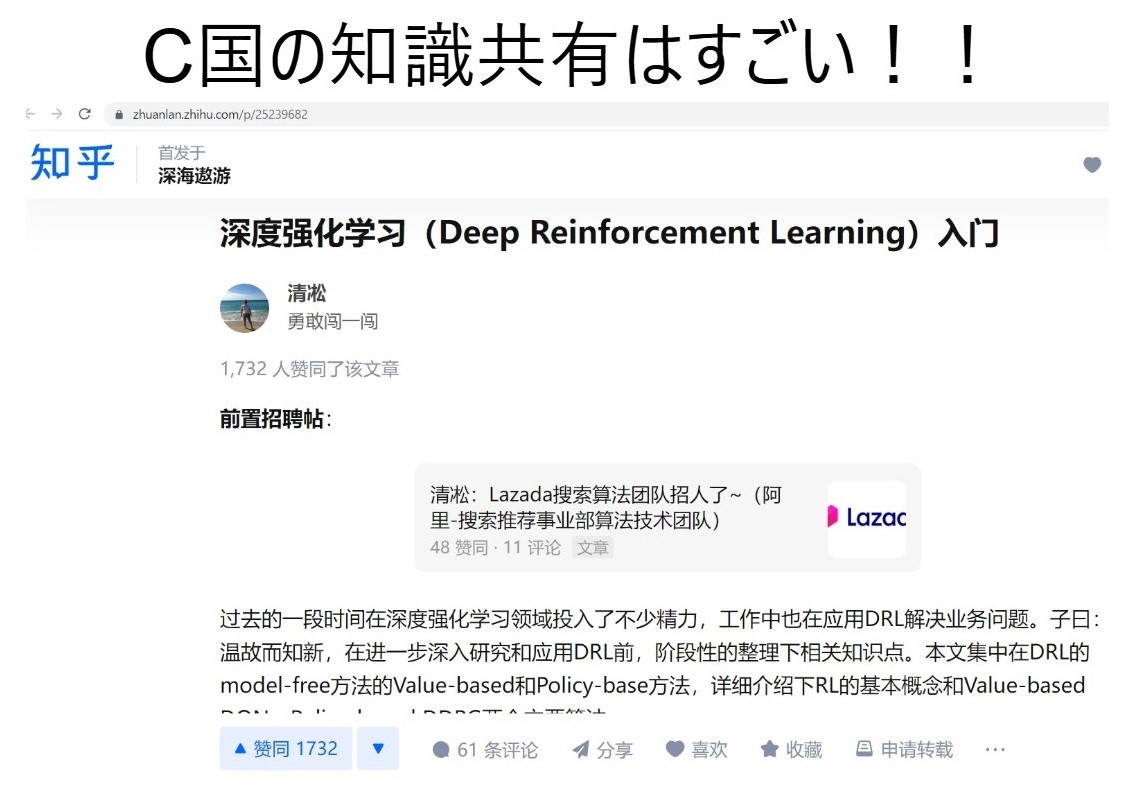 C国の知識共有はすごい！！
zhuanlan.zhihu.com/p/25239682
知乎
首发于
深海遨游
深度强化学习（Deep Reinforcement Learning）入门
清凇
勇敢闯一闯
1,732 人赞同了该文章
前置招聘帖：
清凇：Lazada搜索算法团队招人了~（阿
里-搜索推荐事业部算法技术团队）
48 赞同 · 11 评论 文章
Lazac
过去的一段时间在深度强化学习领域投入了不少精力，工作中也在应用DRL解决业务问题。子曰：
温故而知新，在进一步深入研究和应用DRL前，阶段性的整理下相关知识点。本文集中在DRL的
model-free方法的Value-based和Policy-base方法，详细介绍下RL的基本概念和Value-based
赞同 1732
61 条评论 分享 喜欢 收藏 申请转载 ···